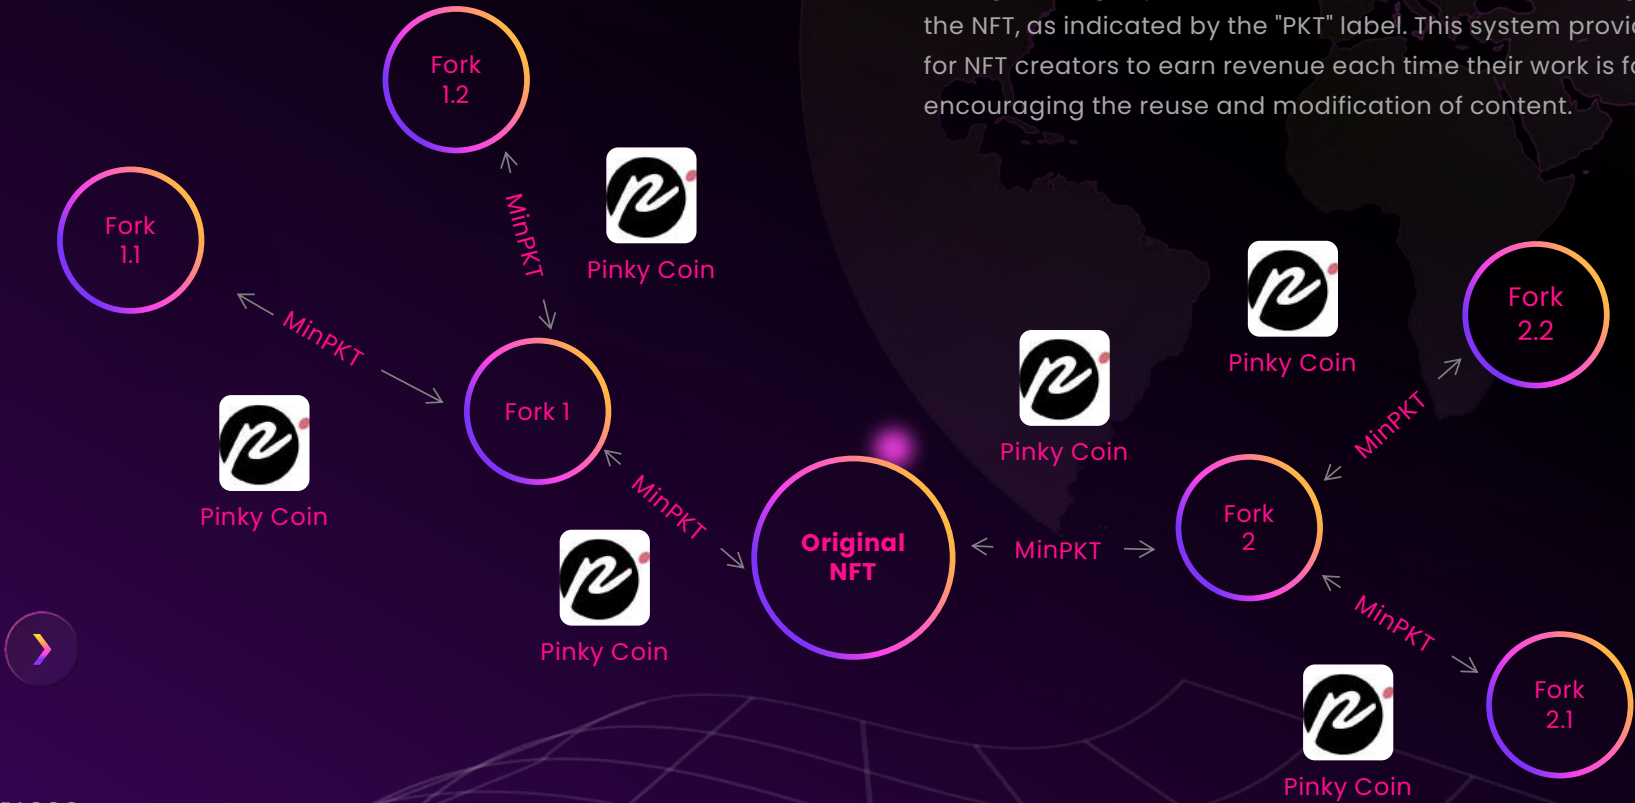 the NFT, as indicated by the "PKT" label. This system
for NFT creators to earn revenue each time their work is
encouraging the reuse and modification of content.
Fork
1.2
MinPKT
Pinky Coin
Fork
1.1
MinPKT
Pinky Coin
Fork 1
MinPKT
Pinky Coin
Original
NFT
MinPKT
Pinky Coin
Fork
2
MinPKT
Pinky Coin
Fork
2.2
MinPKT
Pinky Coin
Fork
2.1